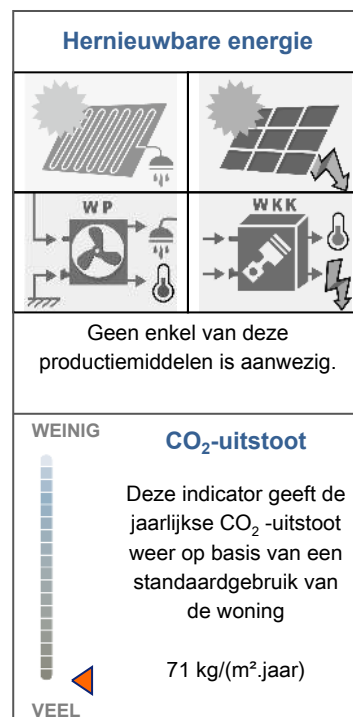 Hernieuwbare energie
WP
WKK
Geen enkel van deze
productiemiddelen is aanwezig.
WEINIG
CO₂-uitstoot
Deze indicator geeft de
jaarlijkse CO₂ -uitstoot
weer op basis van een
standaardgebruik van
de woning
71 kg/(m².jaar)
VEEL